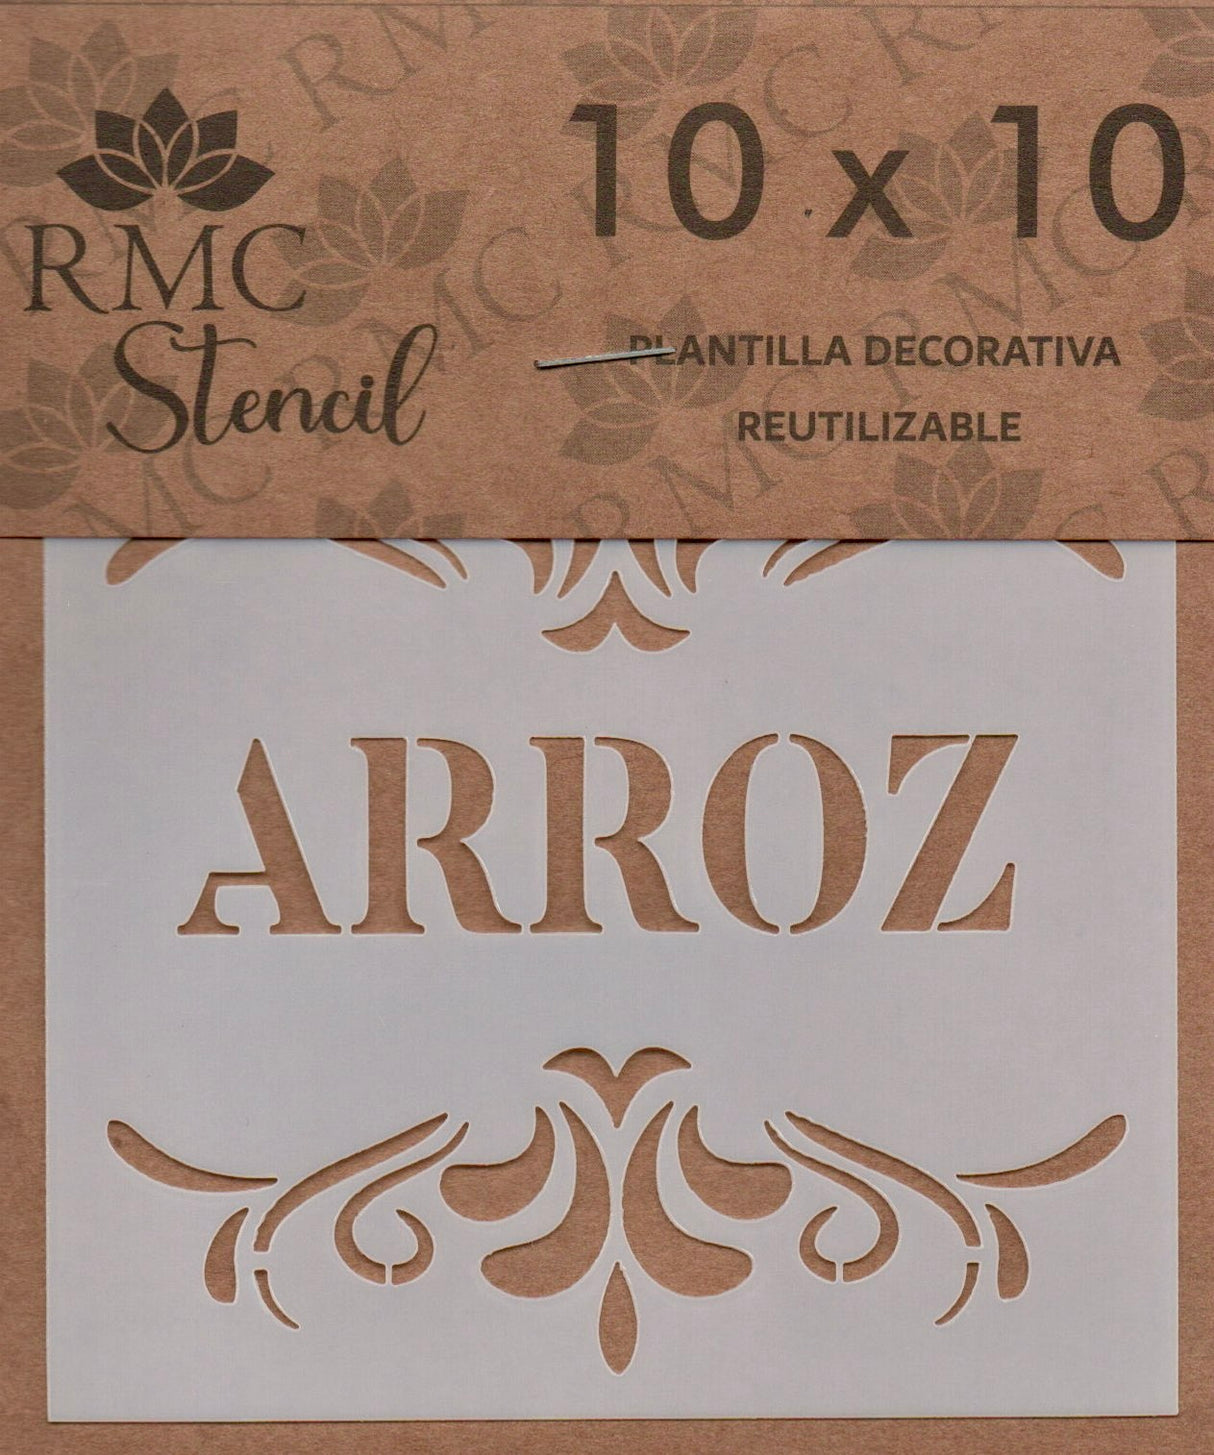 RMC
Stencil
10 x 10
PLANTILLA DECORATIVA
REUTILIZABLE
ARROZ